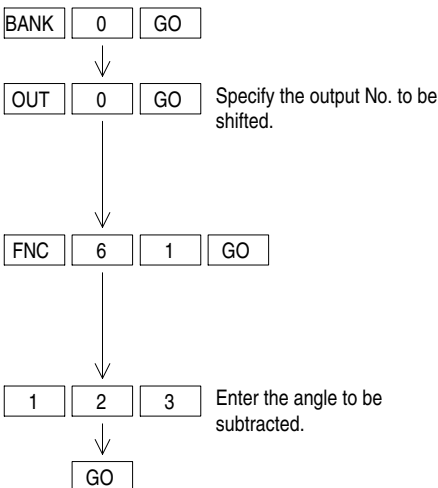 BANK 0 GO
OUT 0 GO Specify the output No. to be
shifted.
FNC 6 1 GO
1 2 3 Enter the angle to be
subtracted.
GO